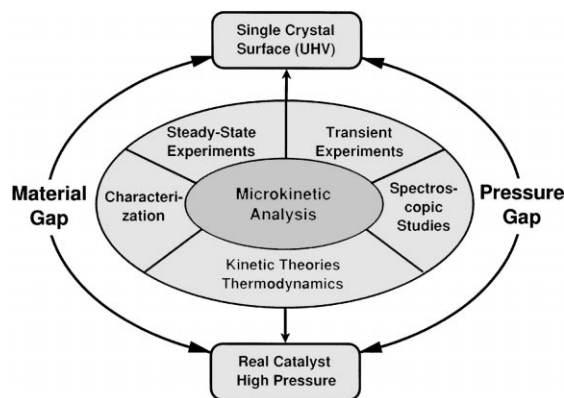 Single Crystal
Surface (UHV)
Steady-State
Experiments
Transient
Experiments
Material
Gap
Characteri-
zation
Microkinetic
Analysis
Spectros-
copic
Studies
Pressure
Gap
Kinetic Theories
Thermodynamics
Real Catalyst
High Pressure